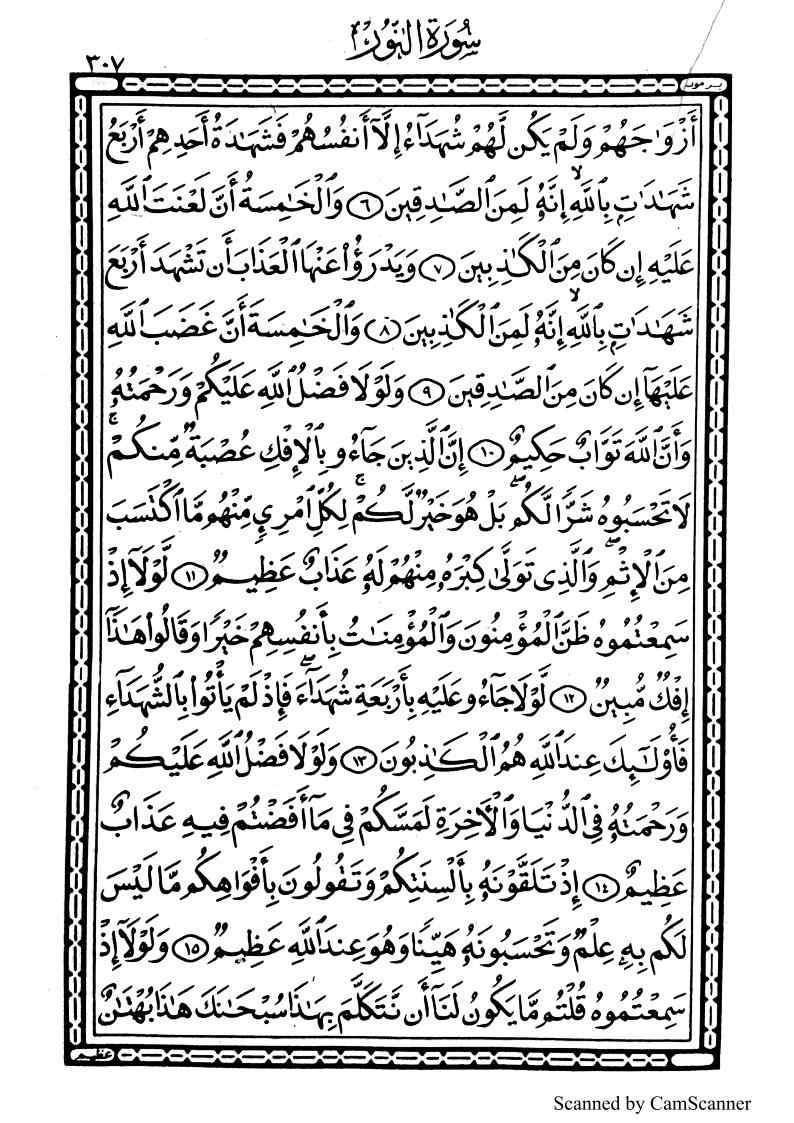 سُورَةُ النُّورِ ٢٠
٣٠٧
يرمونـ
أَزْوَاجَهُمْ وَلَمْ يَكُن لَّهُمْ شُهَدَآءُ إِلَّآ أَنفُسُهُمْ فَشَهَٰدَةُ أَحَدِهِمْ أَرْبَعُ
شَهَٰدَٰتٍۭ بِٱللَّهِ إِنَّهُۥ لَمِنَ ٱلصَّٰدِقِينَ ٦ وَٱلْخَٰمِسَةُ أَنَّ لَعْنَتَ ٱللَّهِ
عَلَيْهِ إِن كَانَ مِنَ ٱلْكَٰذِبِينَ ٧ وَيَدْرَؤُا۟ عَنْهَا ٱلْعَذَابَ أَن تَشْهَدَ أَرْبَعَ
شَهَٰدَٰتٍۭ بِٱللَّهِ إِنَّهُۥ لَمِنَ ٱلْكَٰذِبِينَ ٨ وَٱلْخَٰمِسَةَ أَنَّ غَضَبَ ٱللَّهِ
عَلَيْهَآ إِن كَانَ مِنَ ٱلصَّٰدِقِينَ ٩ وَلَوْلَا فَضْلُ ٱللَّهِ عَلَيْكُمْ وَرَحْمَتُهُۥ
وَأَنَّ ٱللَّهَ تَوَّابٌ حَكِيمٌ ١٠ إِنَّ ٱلَّذِينَ جَآءُو بِٱلْإِفْكِ عُصْبَةٌ مِّنكُمْ ۚ
لَا تَحْسَبُوهُ شَرًّا لَّكُم ۖ بَلْ هُوَ خَيْرٌ لَّكُمْ ۚ لِكُلِّ ٱمْرِئٍ مِّنْهُم مَّا ٱكْتَسَبَ
مِنَ ٱلْإِثْمِ ۖ وَٱلَّذِى تَوَلَّىٰ كِبْرَهُۥ مِنْهُمْ لَهُۥ عَذَابٌ عَظِيمٌ ١١ لَّوْلَآ إِذْ
سَمِعْتُمُوهُ ظَنَّ ٱلْمُؤْمِنُونَ وَٱلْمُؤْمِنَٰتُ بِأَنفُسِهِمْ خَيْرًا وَقَالُوا۟ هَٰذَآ
إِفْكٌ مُّبِينٌ ١٢ لَّوْلَا جَآءُو عَلَيْهِ بِأَرْبَعَةِ شُهَدَآءَ ۖ فَإِذْ لَمْ يَأْتُوا۟ بِٱلشُّهَدَآءِ
فَأُو۟لَٰٓئِكَ عِندَ ٱللَّهِ هُمُ ٱلْكَٰذِبُونَ ١٣ وَلَوْلَا فَضْلُ ٱللَّهِ عَلَيْكُمْ
وَرَحْمَتُهُۥ فِى ٱلدُّنْيَا وَٱلْءَاخِرَةِ لَمَسَّكُمْ فِى مَآ أَفَضْتُمْ فِيهِ عَذَابٌ
عَظِيمٌ ١٤ إِذْ تَلَقَّوْنَهُۥ بِأَلْسِنَتِكُمْ وَتَقُولُونَ بِأَفْوَاهِكُم مَّا لَيْسَ
لَكُم بِهِۦ عِلْمٌ وَتَحْسَبُونَهُۥ هَيِّنًا وَهُوَ عِندَ ٱللَّهِ عَظِيمٌ ١٥ وَلَوْلَآ إِذْ
سَمِعْتُمُوهُ قُلْتُم مَّا يَكُونُ لَنَآ أَن نَّتَكَلَّمَ بِهَٰذَا سُبْحَٰنَكَ هَٰذَا بُهْتَٰنٌ
عظيم
Scanned by CamScanner